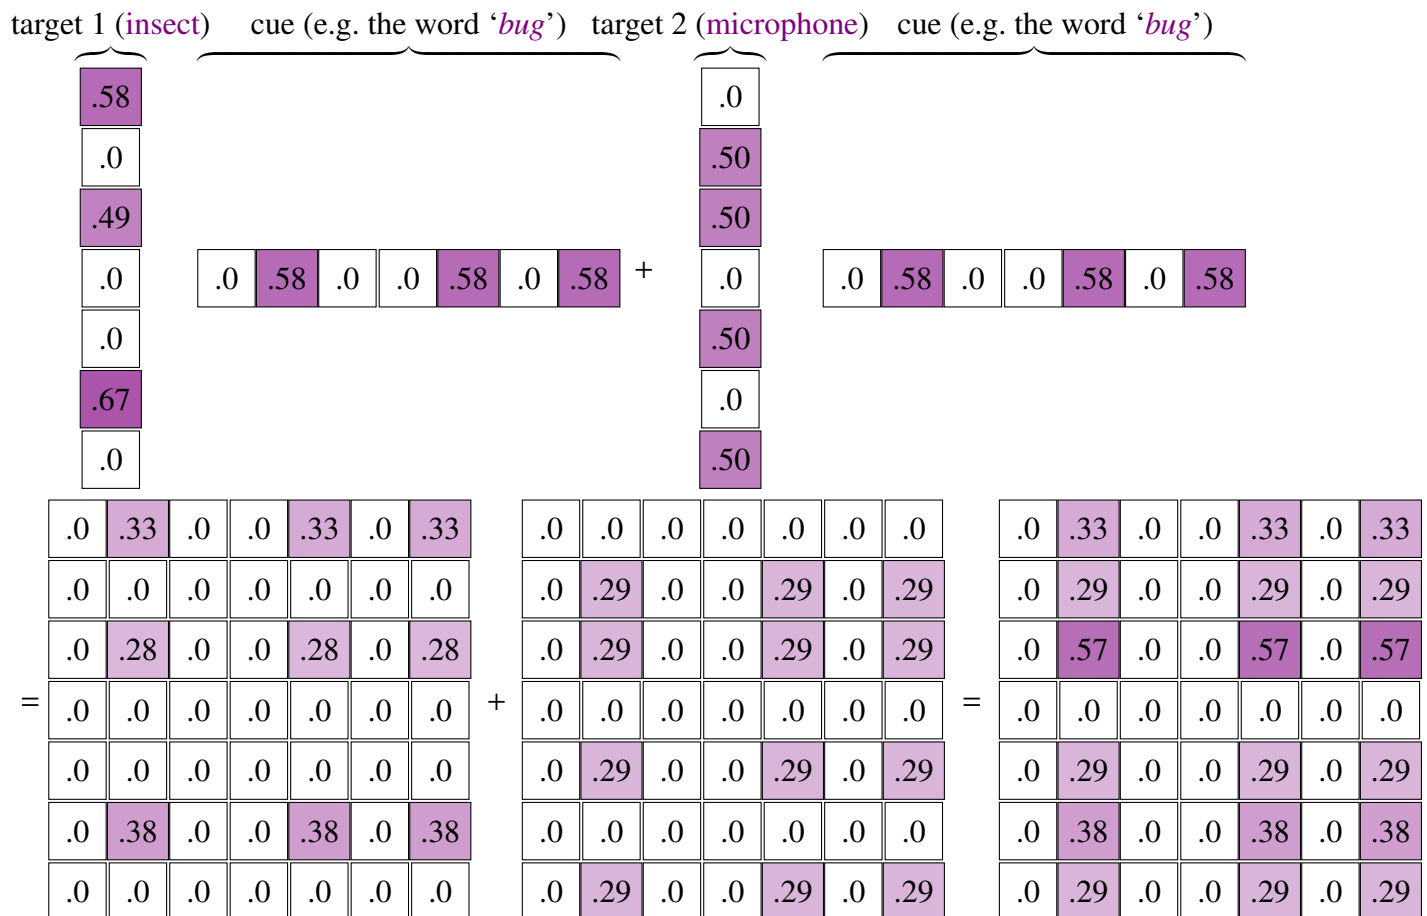 target 1 (insect) cue (e.g. the word ‘bug’) target 2 (microphone) cue (e.g. the word ‘bug’)
.58 .0
.0 .50
.49 .50
.0 .0 .58 .0 .0 .58 .0 .58 + .0 .0 .58 .0 .0 .58 .0 .58
.0 .50
.67 .0
.0 .50
.0 .33 .0 .0 .33 .0 .33 .0 .0 .0 .0 .0 .0 .0 .0 .33 .0 .0 .33 .0 .33
.0 .0 .0 .0 .0 .0 .0 .0 .29 .0 .0 .29 .0 .29 .0 .29 .0 .0 .29 .0 .29
.0 .28 .0 .0 .28 .0 .28 .0 .29 .0 .0 .29 .0 .29 .0 .57 .0 .0 .57 .0 .57
= .0 .0 .0 .0 .0 .0 .0 + .0 .0 .0 .0 .0 .0 .0 = .0 .0 .0 .0 .0 .0 .0
.0 .0 .0 .0 .0 .0 .0 .0 .29 .0 .0 .29 .0 .29 .0 .29 .0 .0 .29 .0 .29
.0 .38 .0 .0 .38 .0 .38 .0 .0 .0 .0 .0 .0 .0 .0 .38 .0 .0 .38 .0 .38
.0 .0 .0 .0 .0 .0 .0 .0 .29 .0 .0 .29 .0 .29 .0 .29 .0 .0 .29 .0 .29